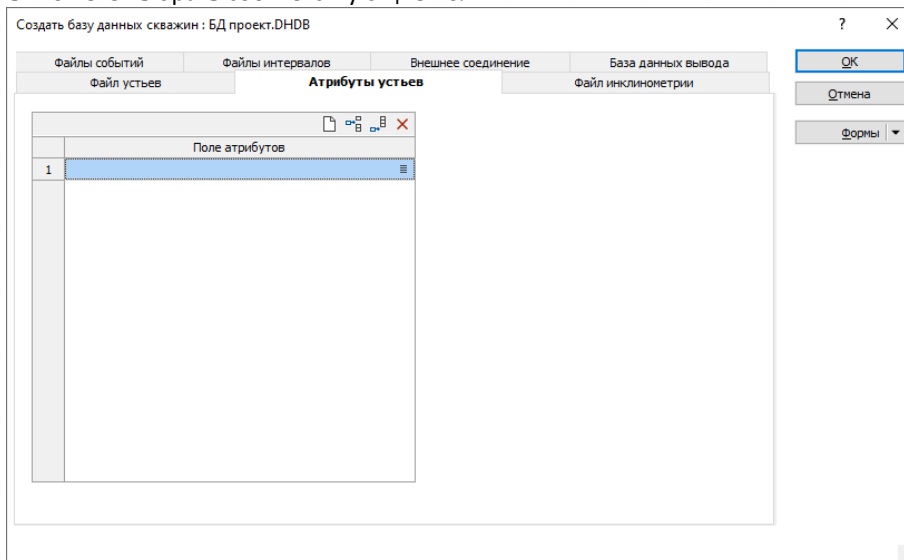 Создать базу данных скважин : БД проект.DHDB
?
Файлы событий Файлы интервалов Внешнее соединение База данных вывода
Файл устьев Атрибуты устьев Файл инклинометрии
OK
Отмена
Формы
Поле атрибутов
1